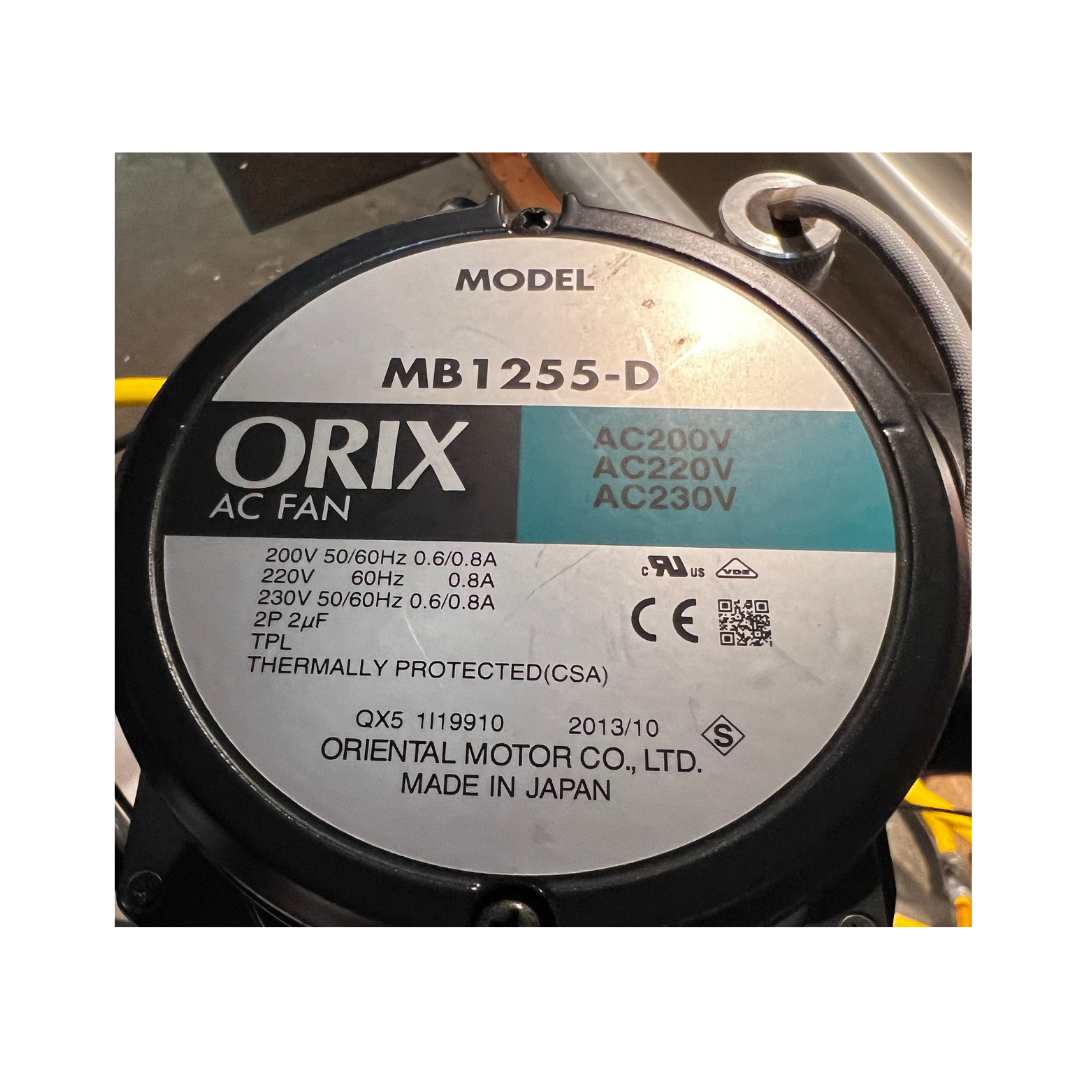 MODEL
MB1255-D
ORIX
AC FAN
AC200V
AC220V
AC230V
200V 50/60Hz 0.6/0.8A
220V 60Hz 0.8A
230V 50/60Hz 0.6/0.8A
2P 2μF
TPL
THERMALLY PROTECTED(CSA)
c RU US VDE
CE
QX5 1I19910 2013/10 S
ORIENTAL MOTOR CO., LTD.
MADE IN JAPAN